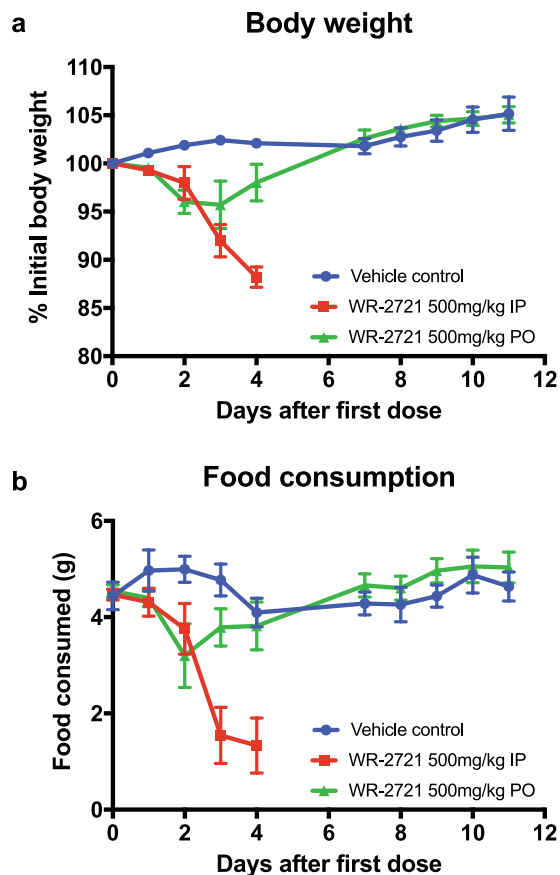 a
Body weight
% Initial body weight
110
105
100
95
90
85
80
Vehicle control
WR-2721 500mg/kg IP
WR-2721 500mg/kg PO
0 2 4 6 8 10 12
Days after first dose
b
Food consumption
Food consumed (g)
6
4
2
0
Vehicle control
WR-2721 500mg/kg IP
WR-2721 500mg/kg PO
0 2 4 6 8 10 12
Days after first dose